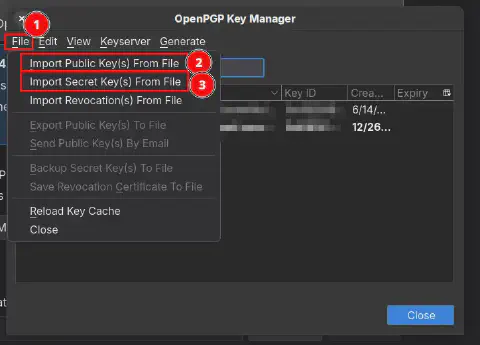 OpenPGP Key Manager
1
File Edit View Keyserver Generate
Import Public Key(s) From File 2
Import Secret Key(s) From File 3
Import Revocation(s) From File
Export Public Key(s) To File
Send Public Key(s) By Email
Backup Secret Key(s) To File
Save Revocation Certificate To File
Reload Key Cache
Close
Key ID Crea... Expiry
6/14/...
12/26...
Close